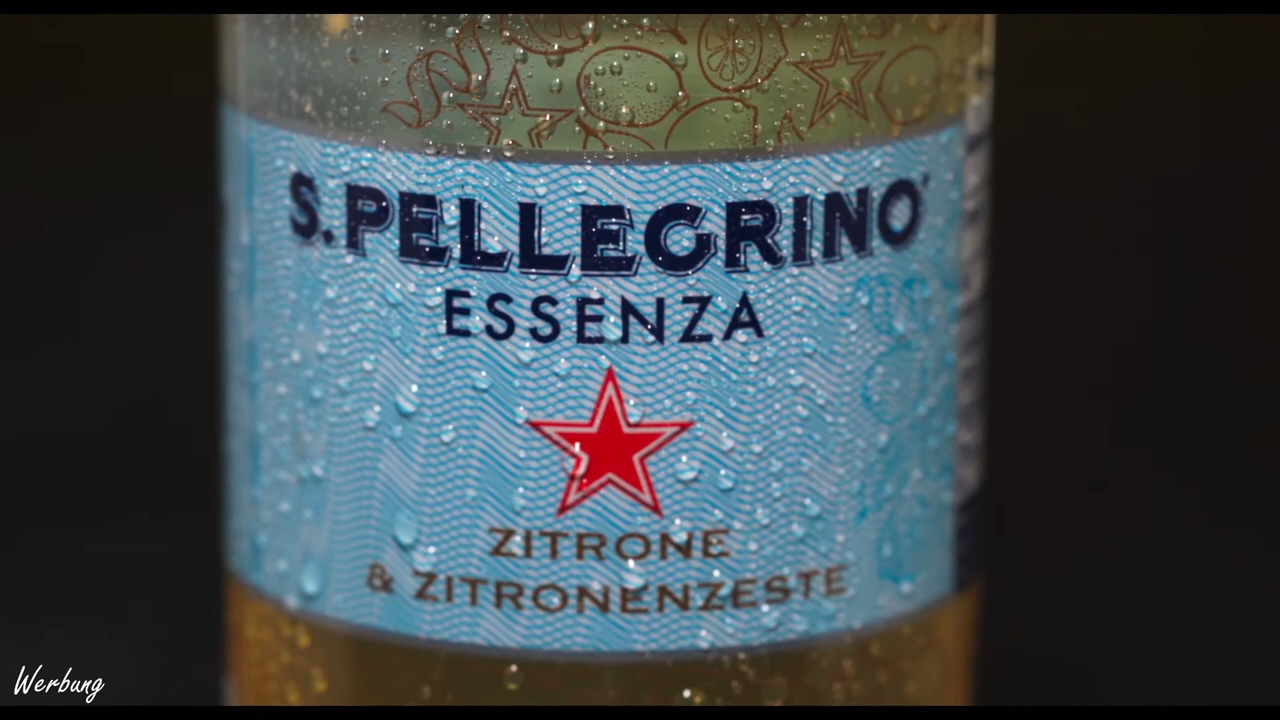 S.PELLEGRINO
ESSENZA
ZITRONE
& ZITRONENZESTE
Werbung